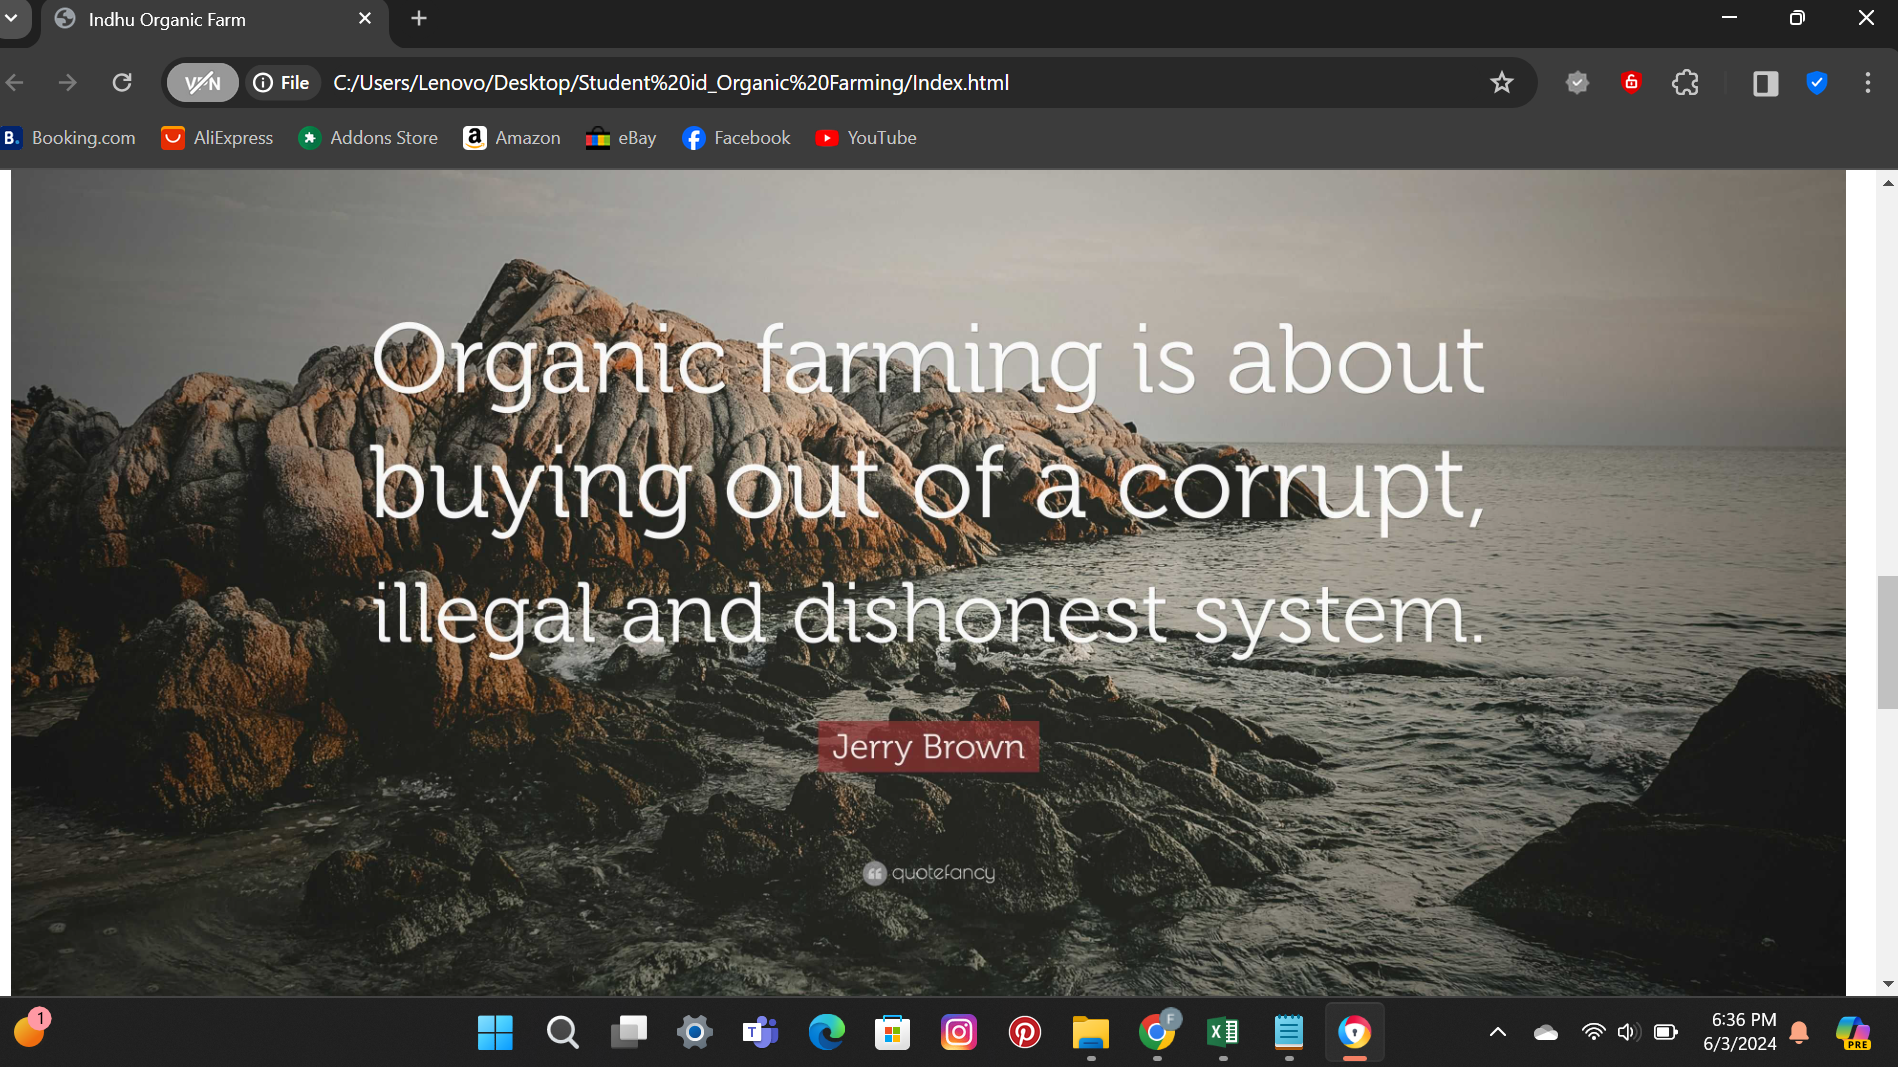 Indhu Organic Farm
VPN
File
C:/Users/Lenovo/Desktop/Student%20id_Organic%20Farming/Index.html
B.
Booking.com
AliExpress
Addons Store
a
Amazon
eBay
Facebook
YouTube
Organic farming is about
buying out of a corrupt,
illegal and dishonest system.
Jerry Brown
quotefancy
1
T
F
X
6:36 PM
6/3/2024
PRE